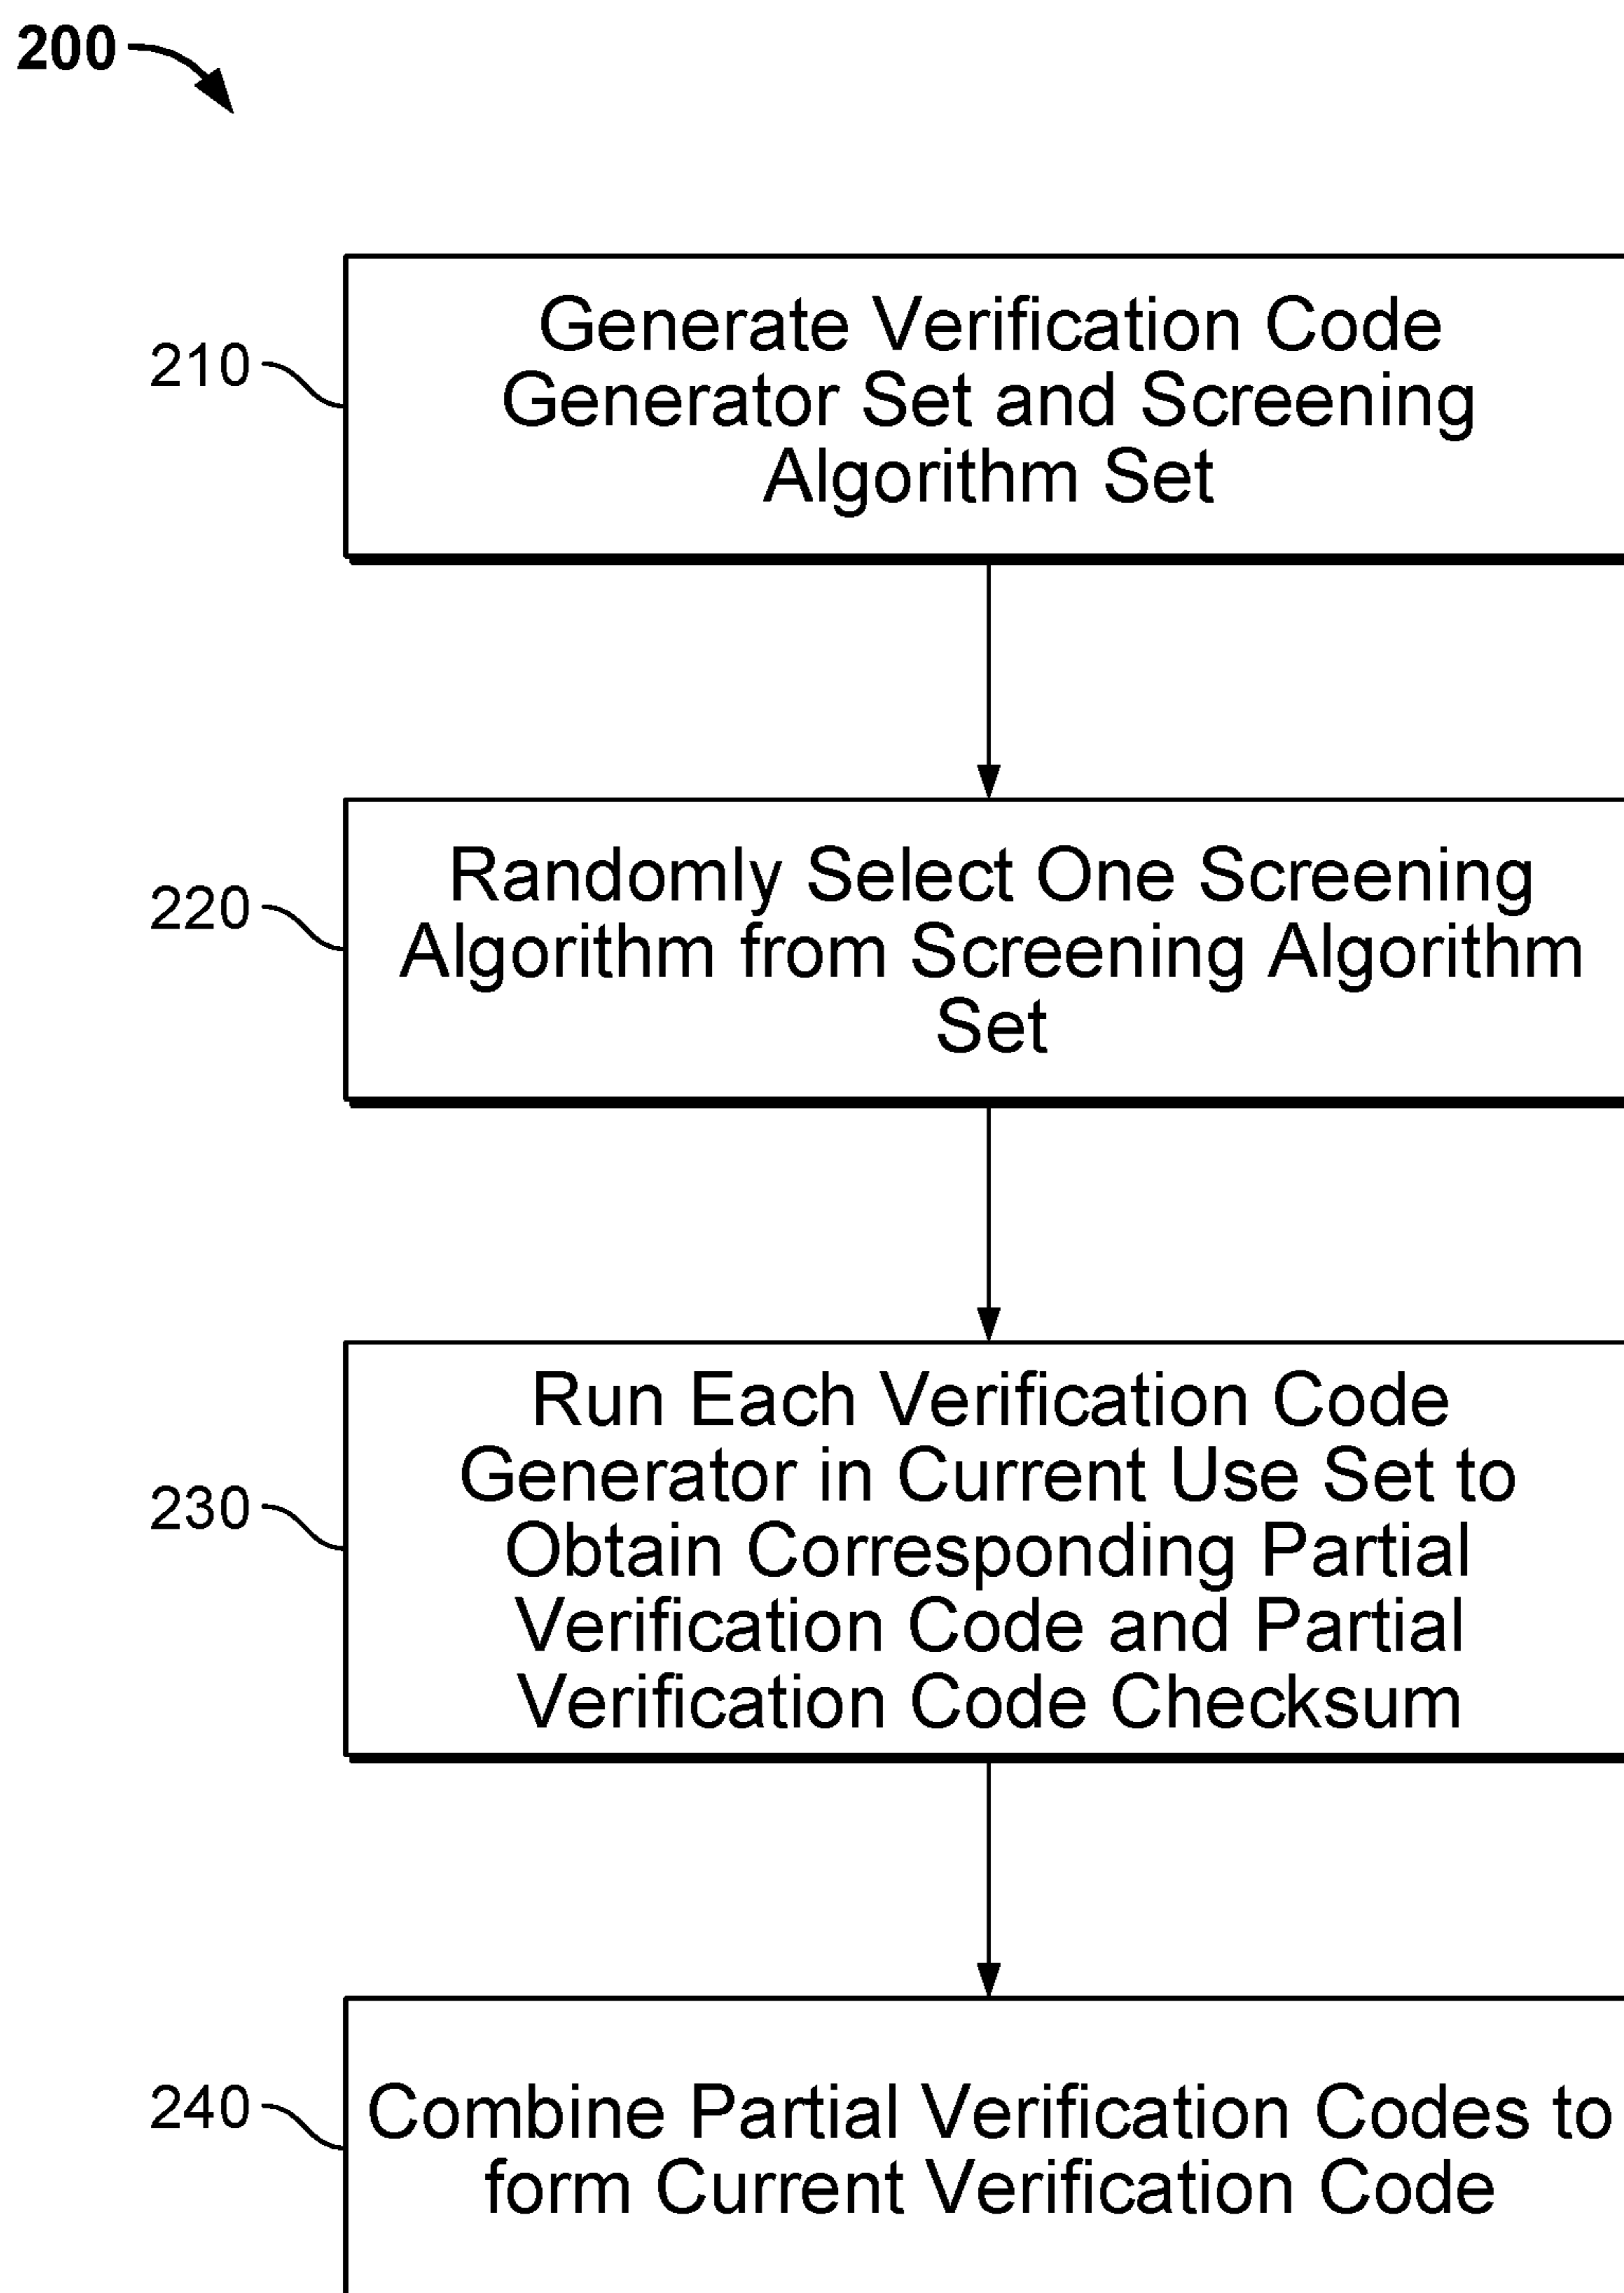 200
210
Generate Verification Code
Generator Set and Screening
Algorithm Set
220
Randomly Select One Screening
Algorithm from Screening Algorithm
Set
230
Run Each Verification Code
Generator in Current Use Set to
Obtain Corresponding Partial
Verification Code and Partial
Verification Code Checksum
240
Combine Partial Verification Codes to
form Current Verification Code